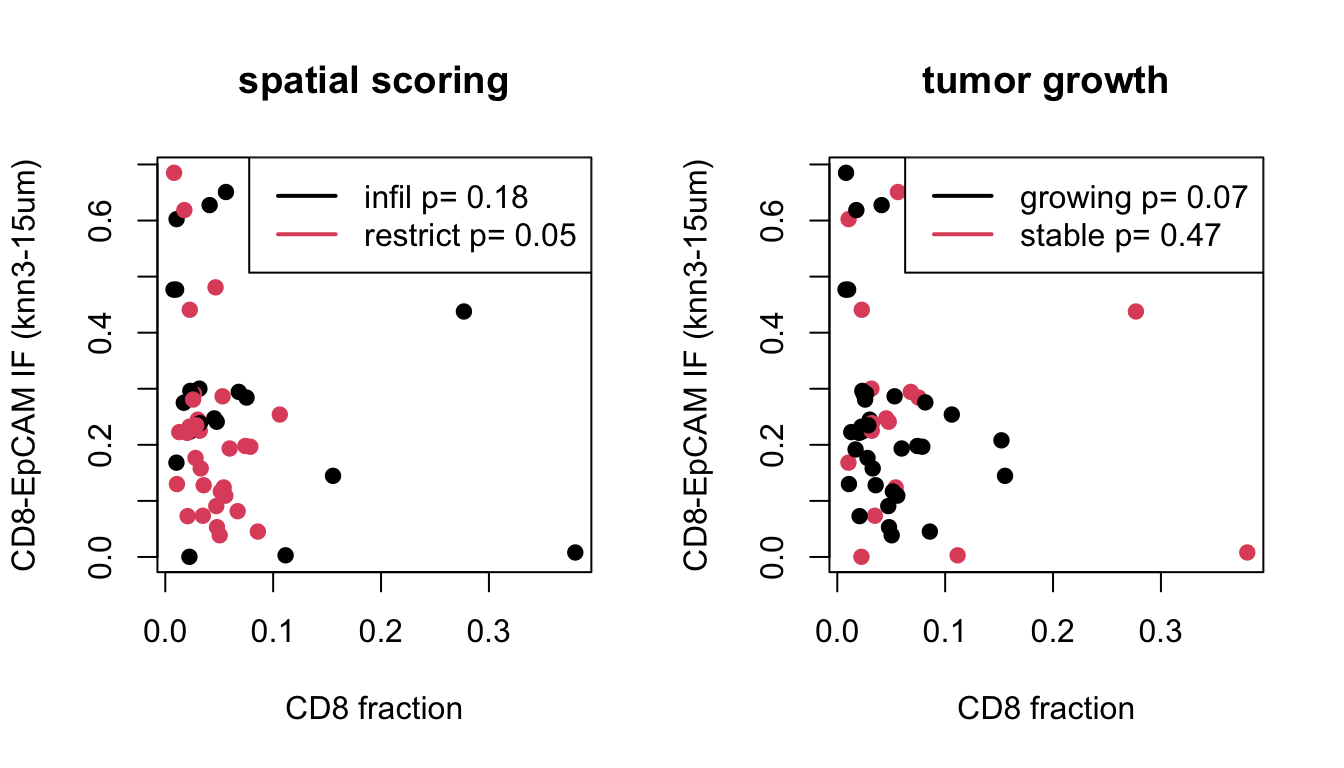 spatial scoring
CD8-EpCAM IF (knn3-15um)
0.0 0.2 0.4 0.6
infil p= 0.18
restrict p= 0.05
0.0 0.1 0.2 0.3
CD8 fraction
tumor growth
CD8-EpCAM IF (knn3-15um)
0.0 0.2 0.4 0.6
growing p= 0.07
stable p= 0.47
0.0 0.1 0.2 0.3
CD8 fraction